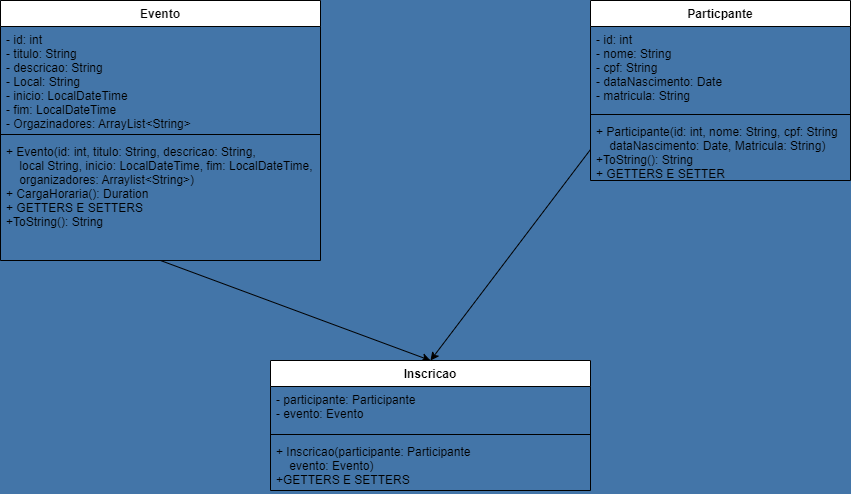 Evento
- id: int
- titulo: String
- descricao: String
- Local: String
- inicio: LocalDateTime
- fim: LocalDateTime
- Orgazinadores: ArrayList<String>
+ Evento(id: int, titulo: String, descricao: String,
local String, inicio: LocalDateTime, fim: LocalDateTime,
organizadores: Arraylist<String>)
+ CargaHoraria(): Duration
+ GETTERS E SETTERS
+ToString(): String
Particpante
- id: int
- nome: String
- cpf: String
- dataNascimento: Date
- matricula: String
+ Participante(id: int, nome: String, cpf: String
dataNascimento: Date, Matricula: String)
+ToString(): String
+ GETTERS E SETTER
Inscricao
- participante: Participante
- evento: Evento
+ Inscricao(participante: Participante
evento: Evento)
+GETTERS E SETTERS